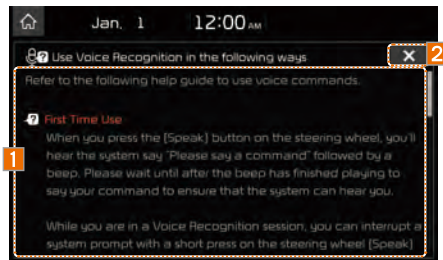 Jan. 1 12:00 AM
Use Voice Recognition in the following ways
2
Refer to the following help guide to use voice commands.
First Time Use
When you press the [Speak] button on the steering wheel, you'll
hear the system say "Please say a command" followed by a
1
beep. Please wait until after the beep has finished playing to
say your command to ensure that the system can hear you.
While you are in a Voice Recognition session, you can interrupt a
system prompt with a short press on the steering wheel [Speak]